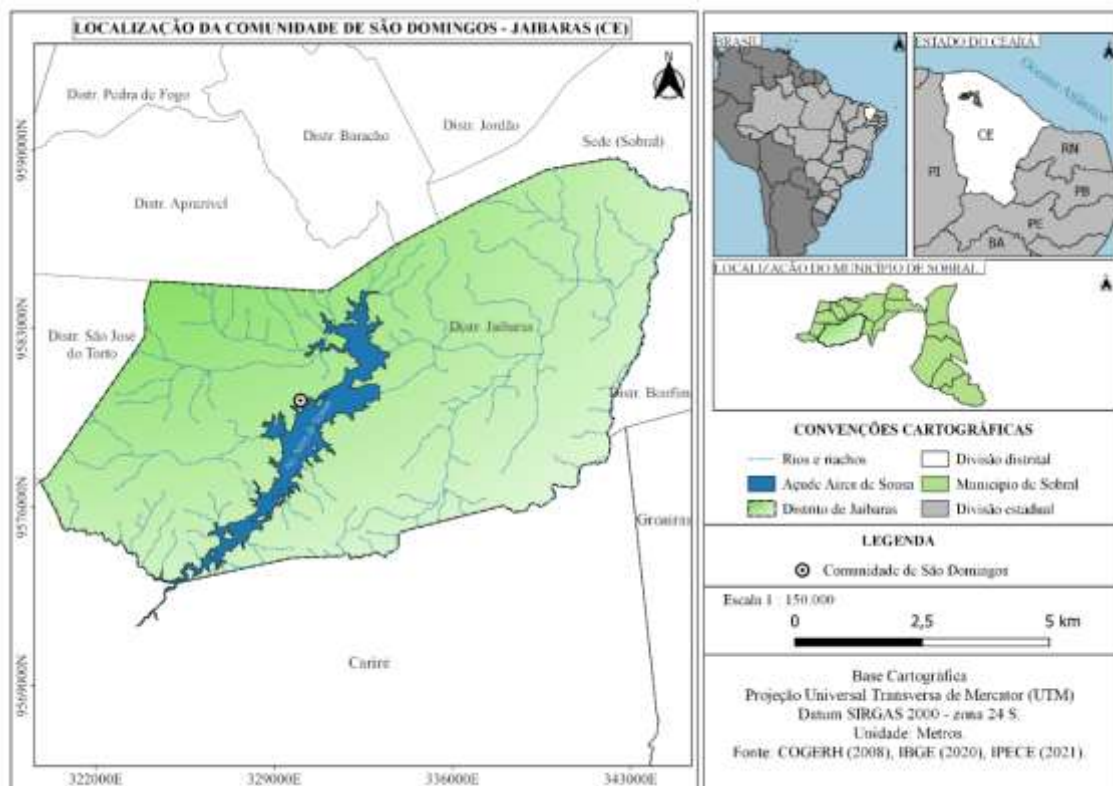 LOCALIZAÇÃO DA COMUNIDADE DE SÃO DOMINGOS - JAIBARAS (CE)
N
Distr. Pedra de Fogo
Distr. Baracho
Distr. Jordão
Sede (Sobral)
Distr. Aprazível
Distr. São José
do Torto
Distr. Jaibaras
Distr. Bonfim
Groaíras
Cariré
9590000N
9583000N
9576000N
9569000N
322000E
329000E
336000E
343000E
BRASIL
ESTADO DO CEARÁ
Oceano Atlântico
CE
RN
PI
PB
PE
BA
LOCALIZAÇÃO DO MUNICÍPIO DE SOBRAL
CONVENÇÕES CARTOGRÁFICAS
Rios e riachos
Divisão distrital
Açude Aires de Sousa
Município de Sobral
Distrito de Jaibaras
Divisão estadual
LEGENDA
Comunidade de São Domingos
Escala 1 : 150.000
0 2,5 5 km
Base Cartográfica
Projeção Universal Transversa de Mercator (UTM)
Datum SIRGAS 2000 - zona 24 S.
Unidade: Metros
Fonte: COGERH (2008), IBGE (2020), IPECE (2021).